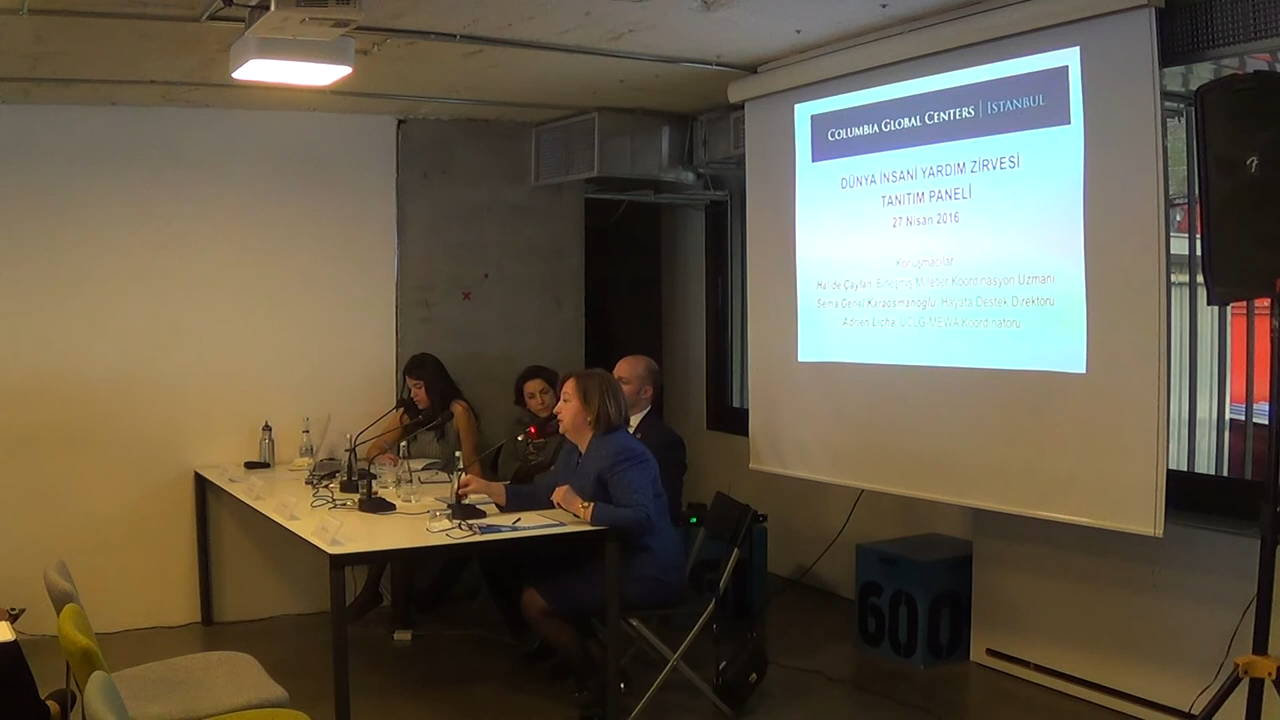 COLUMBIA GLOBAL CENTERS | ISTANBUL
DÜNYA İNSANİ YARDIM ZİRVESİ
TANITIM PANELİ
27 Nisan 2016
Konuşmacılar
Halide Çaylan, Birleşmiş Milletler Koordinasyon Uzmanı
Sema Genel Karaosmanoğlu, Hayata Destek Direktörü
Adrien Licha, UCLG-MEWA Koordinatörü
600